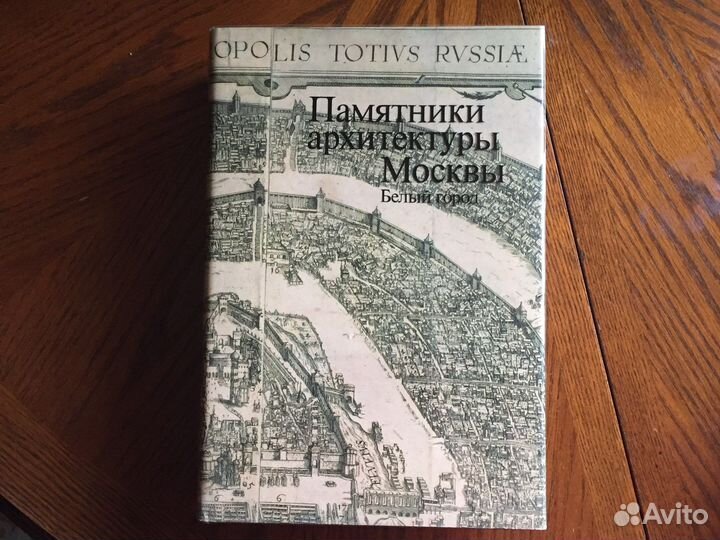 OPOLIS TOTIVS RVSSIÆ
Памятники
архитектуры
Москвы
Белый город
Avito